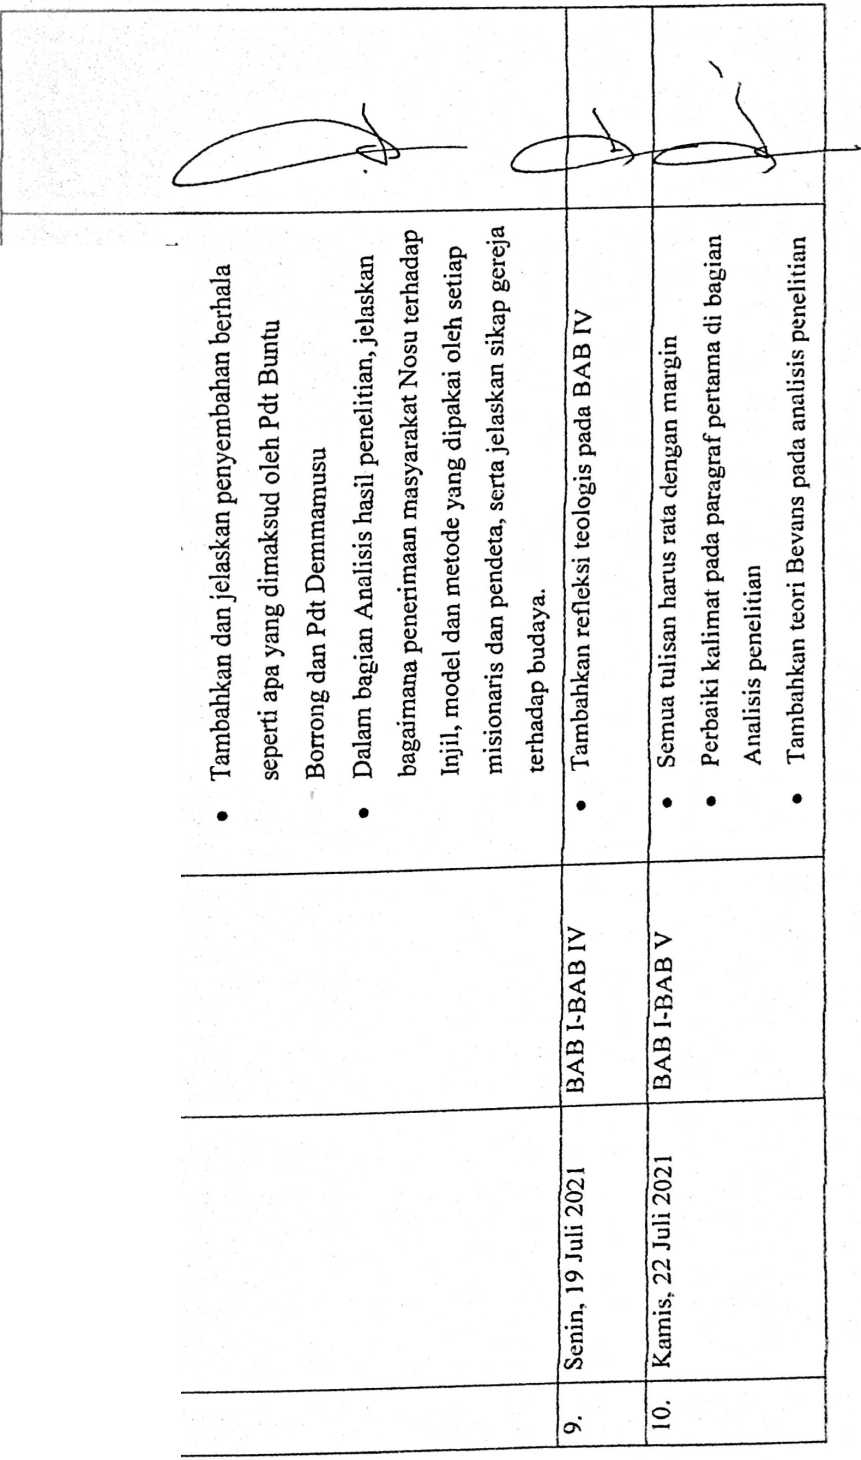 • Tambahkan dan jelaskan penyembahan berhala
seperti apa yang dimaksud oleh Pdt Buntu
Borrong dan Pdt Demmamusu
• Dalam bagian Analisis hasil penelitian, jelaskan
bagaimana penerimaan masyarakat Nosu terhadap
Injil, model dan metode yang dipakai oleh setiap
misionaris dan pendeta, serta jelaskan sikap gereja
terhadap budaya.
9. Senin, 19 Juli 2021 BAB I-BAB IV • Tambahkan refleksi teologis pada BAB IV
10. Kamis, 22 Juli 2021 BAB I-BAB V • Semua tulisan harus rata dengan margin
• Perbaiki kalimat pada paragraf pertama di bagian
Analisis penelitian
• Tambahkan teori Bevans pada analisis penelitian